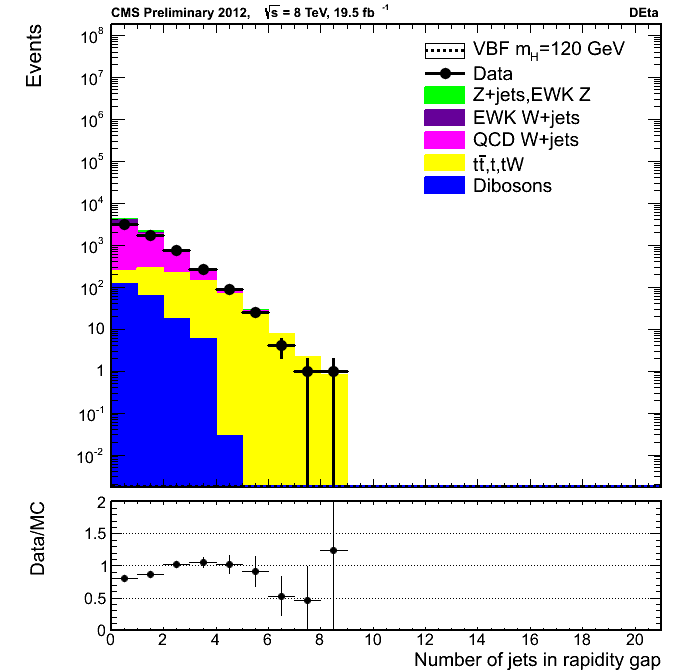 CMS Preliminary 2012, √s = 8 TeV, 19.5 fb⁻¹ DEta
Events
10⁸
10⁷
10⁶
10⁵
10⁴
10³
10²
10
1
10⁻¹
10⁻²
VBF m_H=120 GeV
Data
Z+jets,EWK Z
EWK W+jets
QCD W+jets
tt̅,t,tW
Dibosons
Data/MC
2
1.5
1
0.5
0
0 2 4 6 8 10 12 14 16 18 20
Number of jets in rapidity gap